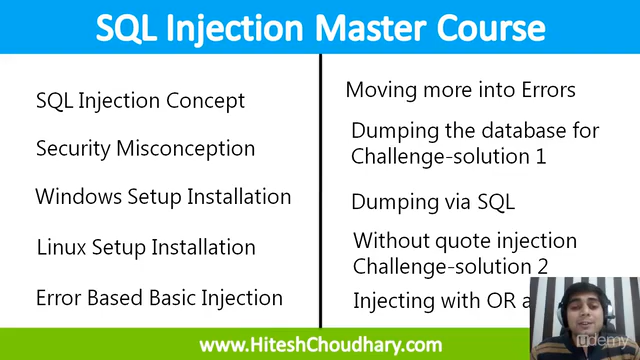 SQL Injection Master Course
SQL Injection Concept
Security Misconception
Windows Setup Installation
Linux Setup Installation
Error Based Basic Injection
Moving more into Errors
Dumping the database for
Challenge-solution 1
Dumping via SQL
Without quote injection
Challenge-solution 2
Injecting with OR
www.HiteshChoudhary.com
udemy